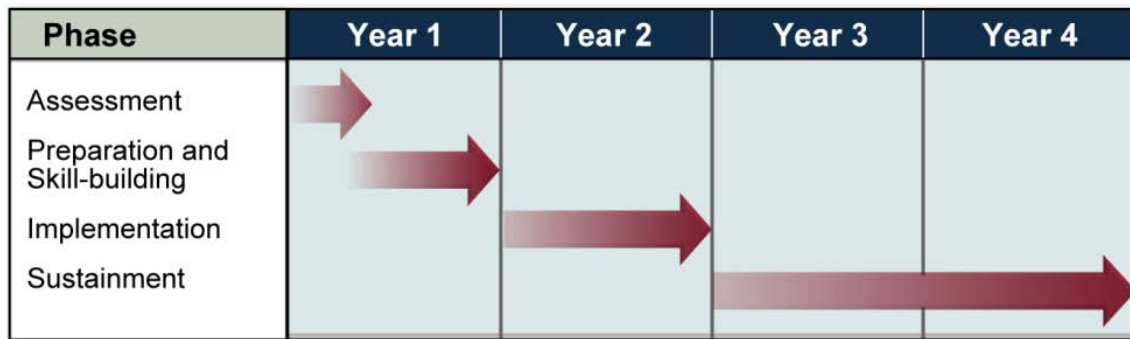 Phase Year 1 Year 2 Year 3 Year 4
Assessment
Preparation and
Skill-building
Implementation
Sustainment